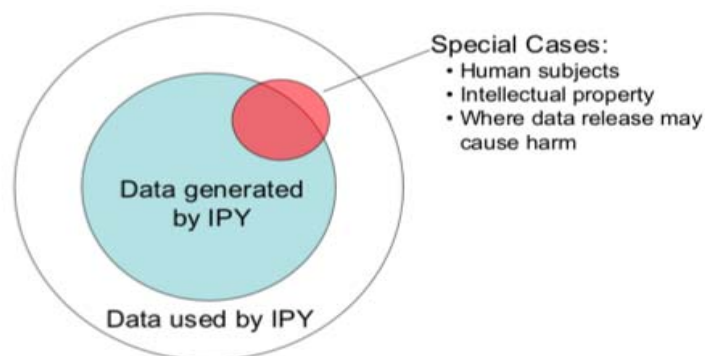 Special Cases:
• Human subjects
• Intellectual property
• Where data release may
cause harm
Data generated
by IPY
Data used by IPY